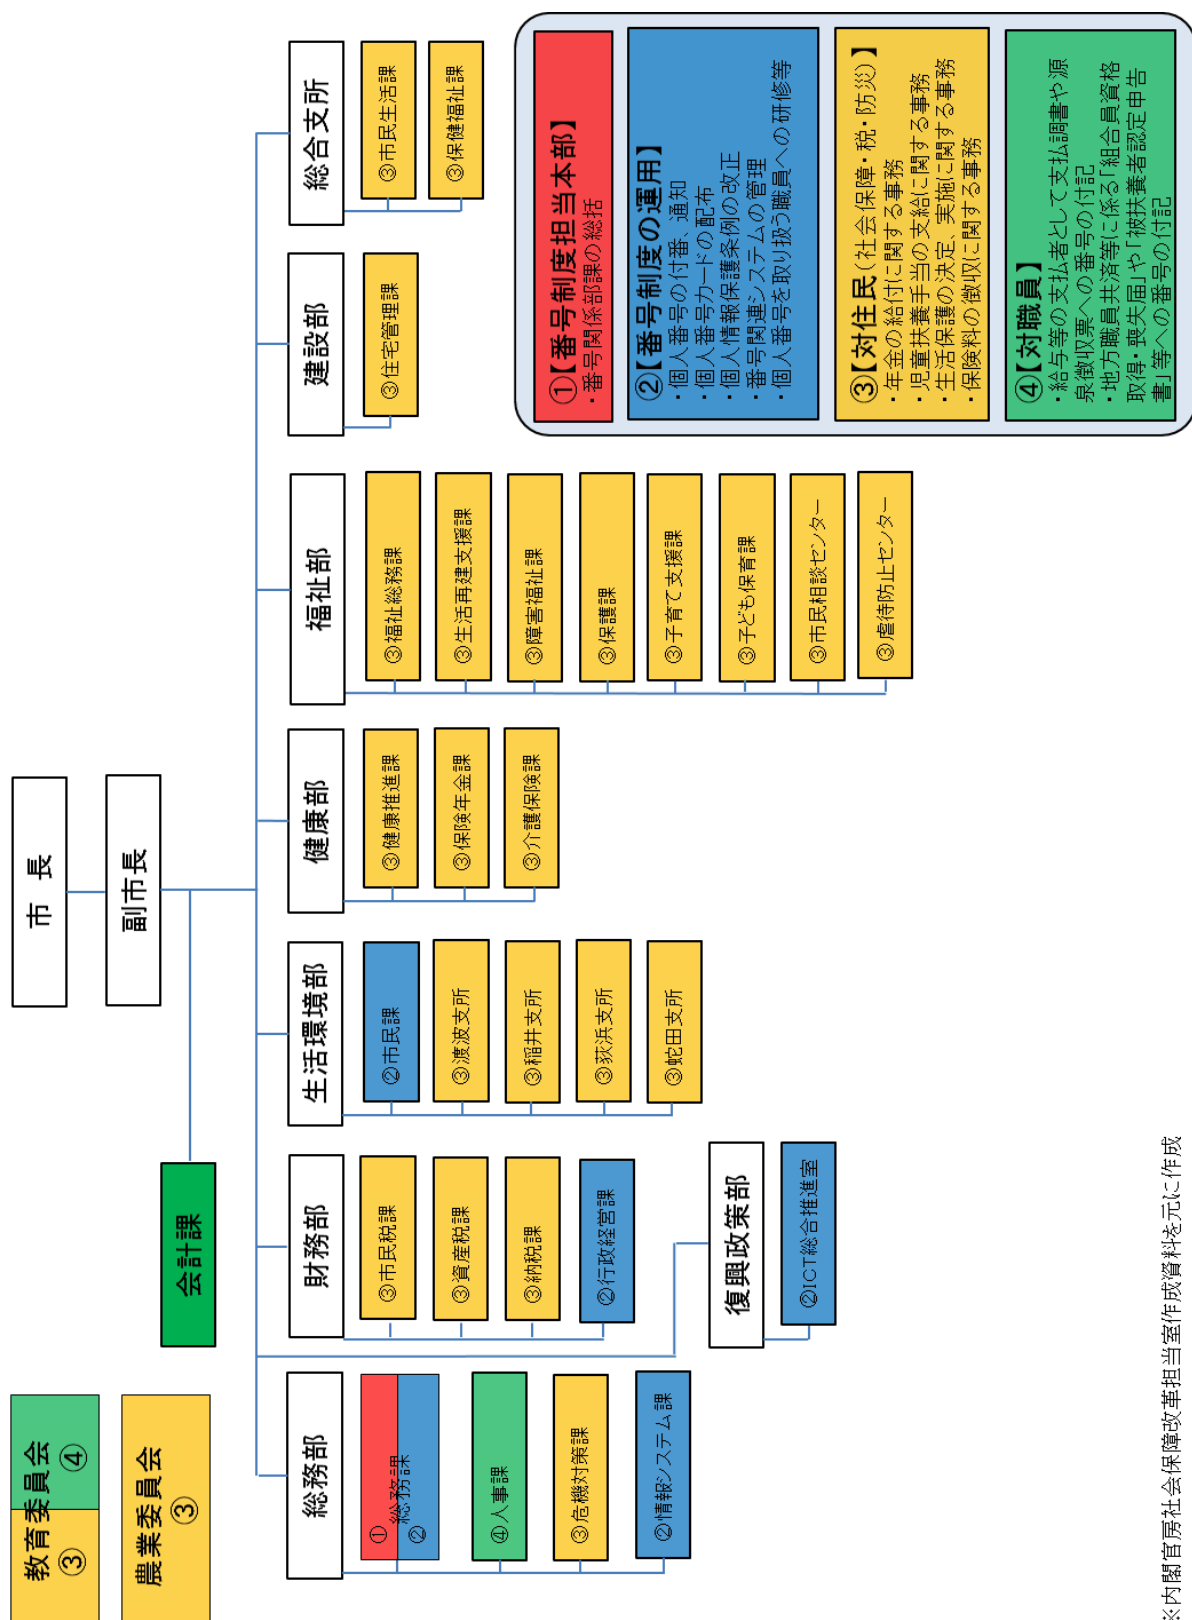 教育委員会
③ ④
農業委員会
③
市 長
副市長
会計課
総務部
①
総務課
②
④人事課
③危機対策課
②情報システム課
財務部
③市民税課
③資産税課
③納税課
②行政経営課
復興政策部
②ICT総合推進室
生活環境部
②市民課
③渡波支所
③稲井支所
③荻浜支所
③蛇田支所
健康部
③健康推進課
③保険年金課
③介護保険課
福祉部
③福祉総務課
③生活再建支援課
③障害福祉課
③保護課
③子育て支援課
③子ども保育課
③市民相談センター
③虐待防止センター
建設部
③住宅管理課
総合支所
③市民生活課
③保健福祉課
①【番号制度担当本部】
・番号関係部課の総括
②【番号制度の運用】
・個人番号の付番、通知
・個人番号カードの配布
・個人情報保護条例の改正
・番号関連システムの管理
・個人番号を取り扱う職員への研修等
③【対住民(社会保障・税・防災)】
・年金の給付に関する事務
・児童扶養手当の支給に関する事務
・生活保護の決定、実施に関する事務
・保険料の徴収に関する事務
④【対職員】
・給与等の支払者として支払調書や源
泉徴収票への番号の付記
・地方職員共済等に係る「組合員資格
取得・喪失届」や「被扶養者認定申告
書」等への番号の付記
※内閣官房社会保障改革担当室作成資料を元に作成